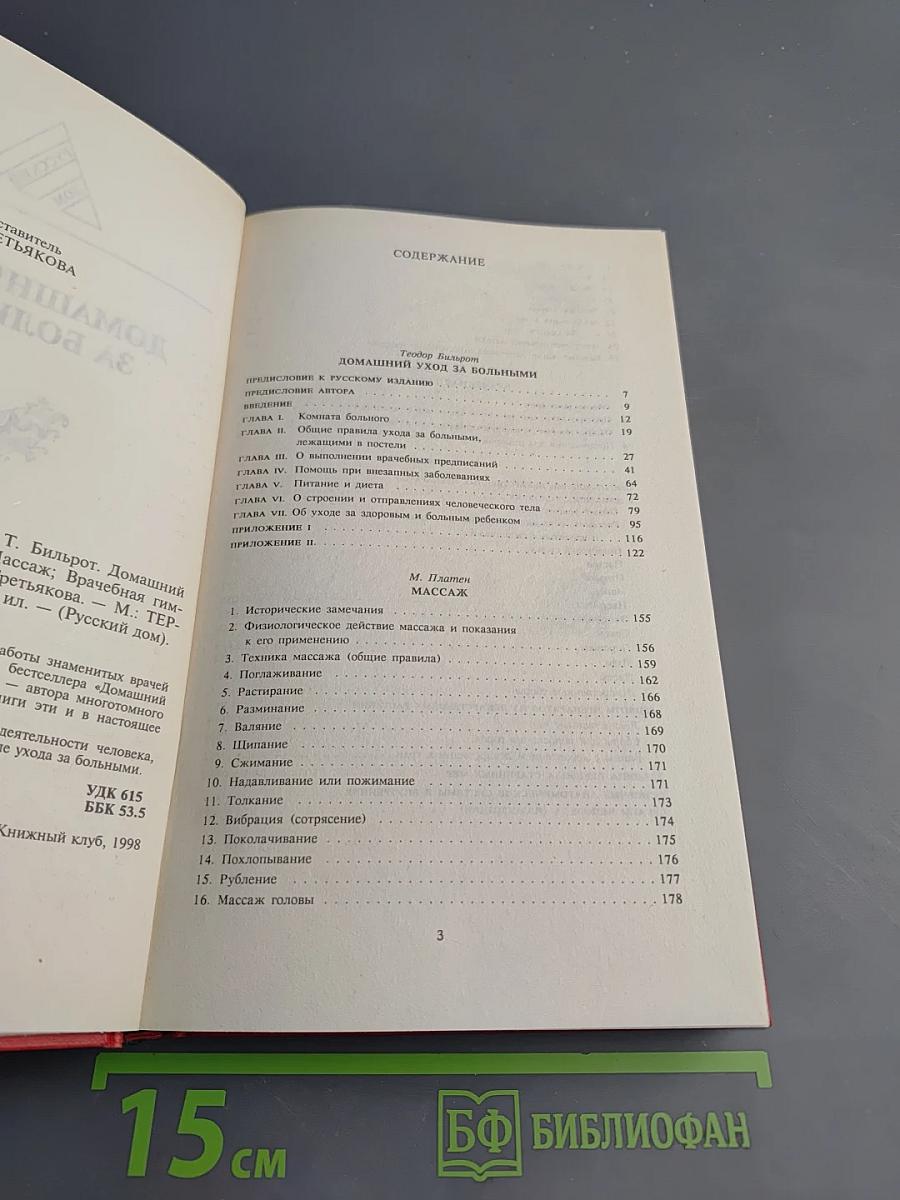 ставитель
ЕТЬЯКОВА
Т. Бильрот. Домашний
Массаж; Врачебная гим-
Третьякова. — М.: ТЕР-
ил. — (Русский дом).
аботы знаменитых врачей
бестселлера «Домашний
— автора многотомного
ниги эти и в настоящее
деятельности человека,
ле ухода за больными.
УДК 615
ББК 53.5
Книжный клуб, 1998
СОДЕРЖАНИЕ
Теодор Бильрот
ДОМАШНИЙ УХОД ЗА БОЛЬНЫМИ
ПРЕДИСЛОВИЕ К РУССКОМУ ИЗДАНИЮ . . . 7
ПРЕДИСЛОВИЕ АВТОРА . . . 9
ВВЕДЕНИЕ . . . 12
ГЛАВА I. Комната больного . . . 19
ГЛАВА II. Общие правила ухода за больными,
лежащими в постели . . . 27
ГЛАВА III. О выполнении врачебных предписаний . . . 41
ГЛАВА IV. Помощь при внезапных заболеваниях . . . 64
ГЛАВА V. Питание и диета . . . 72
ГЛАВА VI. О строении и отправлениях человеческого тела . . . 79
ГЛАВА VII. Об уходе за здоровым и больным ребенком . . . 95
ПРИЛОЖЕНИЕ I . . . 116
ПРИЛОЖЕНИЕ II. . . . 122
М. Платен
МАССАЖ
1. Исторические замечания . . . 155
2. Физиологическое действие массажа и показания
к его применению . . . 156
3. Техника массажа (общие правила) . . . 159
4. Поглаживание . . . 162
5. Растирание . . . 166
6. Разминание . . . 168
7. Валяние . . . 169
8. Щипание . . . 170
9. Сжимание . . . 171
10. Надавливание или пожимание . . . 171
11. Толкание . . . 173
12. Вибрация (сотрясение) . . . 174
13. Поколачивание . . . 175
14. Похлопывание . . . 176
15. Рубление . . . 177
16. Массаж головы . . . 178
3
15 см
БФ БИБЛИОФАН